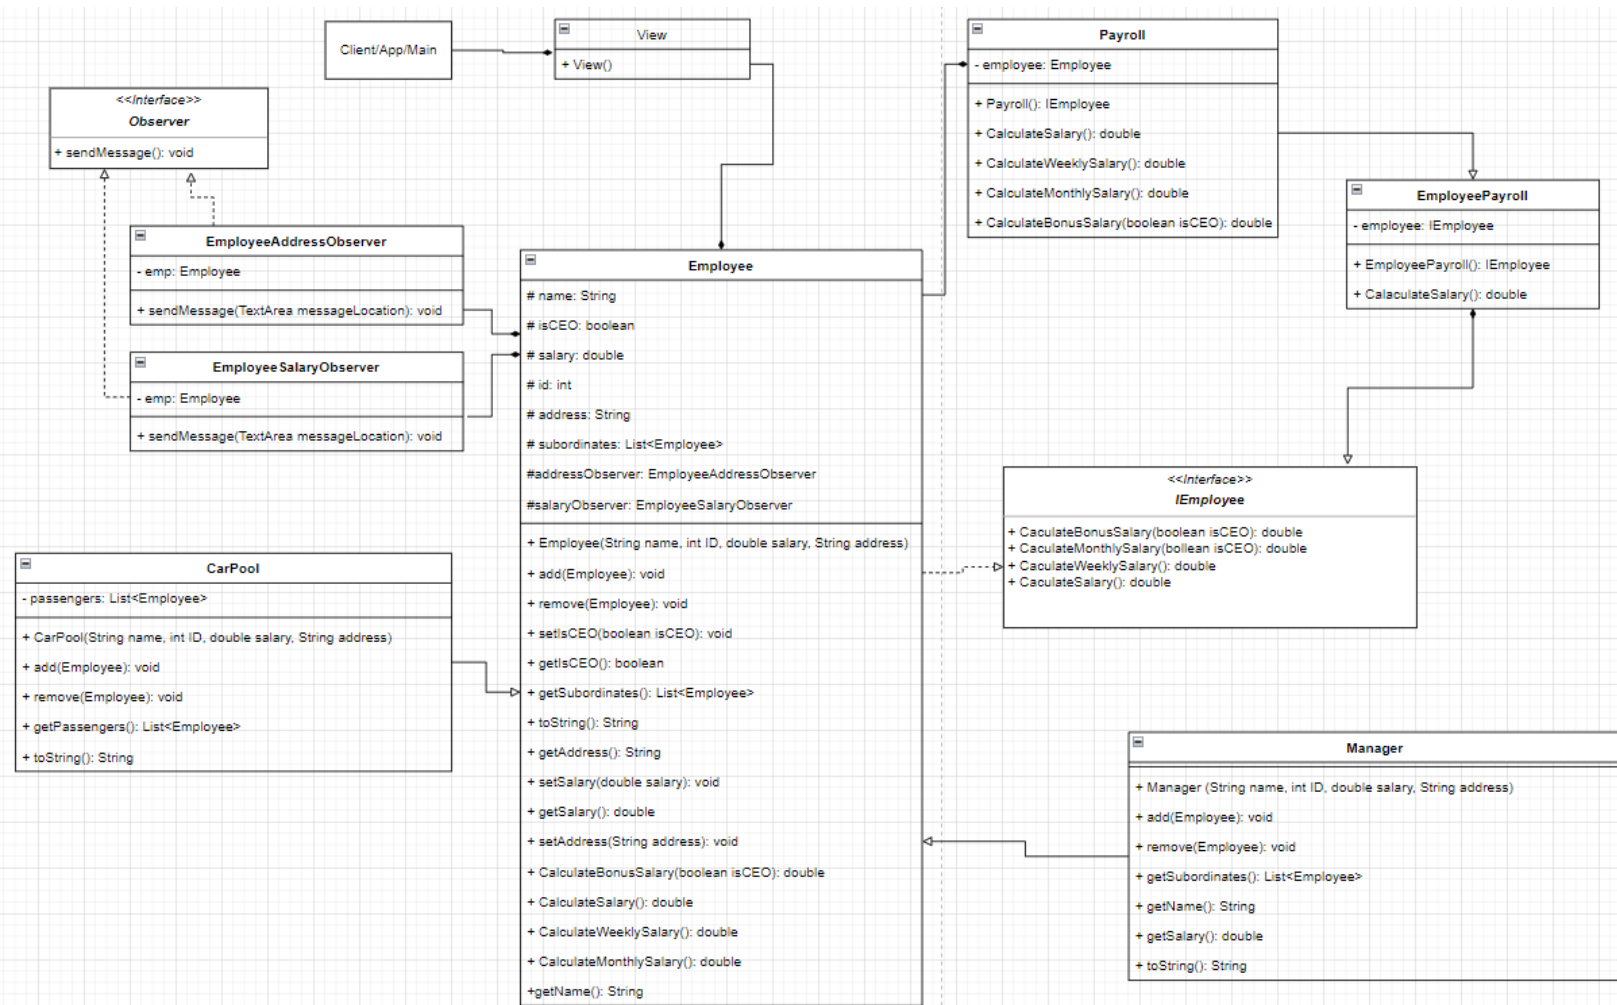 Client/App/Main
View
+ View()
<<Interface>>
Observer
+ sendMessage(): void
EmployeeAddressObserver
- emp: Employee
+ sendMessage(TextArea messageLocation): void
EmployeeSalaryObserver
- emp: Employee
+ sendMessage(TextArea messageLocation): void
CarPool
- passengers: List<Employee>
+ CarPool(String name, int ID, double salary, String address)
+ add(Employee): void
+ remove(Employee): void
+ getPassengers(): List<Employee>
+ toString(): String
Employee
# name: String
# isCEO: boolean
# salary: double
# id: int
# address: String
# subordinates: List<Employee>
#addressObserver: EmployeeAddressObserver
#salaryObserver: EmployeeSalaryObserver
+ Employee(String name, int ID, double salary, String address)
+ add(Employee): void
+ remove(Employee): void
+ setIsCEO(boolean isCEO): void
+ getIsCEO(): boolean
+ getSubordinates(): List<Employee>
+ toString(): String
+ getAddress(): String
+ setSalary(double salary): void
+ getSalary(): double
+ setAddress(String address): void
+ CalculateBonusSalary(boolean isCEO): double
+ CalculateSalary(): double
+ CalculateWeeklySalary(): double
+ CalculateMonthlySalary(): double
+getName(): String
Payroll
- employee: Employee
+ Payroll(): IEmployee
+ CalculateSalary(): double
+ CalculateWeeklySalary(): double
+ CalculateMonthlySalary(): double
+ CalculateBonusSalary(boolean isCEO): double
EmployeePayroll
- employee: IEmployee
+ EmployeePayroll(): IEmployee
+ CalaculateSalary(): double
<<Interface>>
IEmployee
+ CaculateBonusSalary(boolean isCEO): double
+ CaculateMonthlySalary(bollean isCEO): double
+ CaculateWeeklySalary(): double
+ CaculateSalary(): double
Manager
+ Manager (String name, int ID, double salary, String address)
+ add(Employee): void
+ remove(Employee): void
+ getSubordinates(): List<Employee>
+ getName(): String
+ getSalary(): double
+ toString(): String